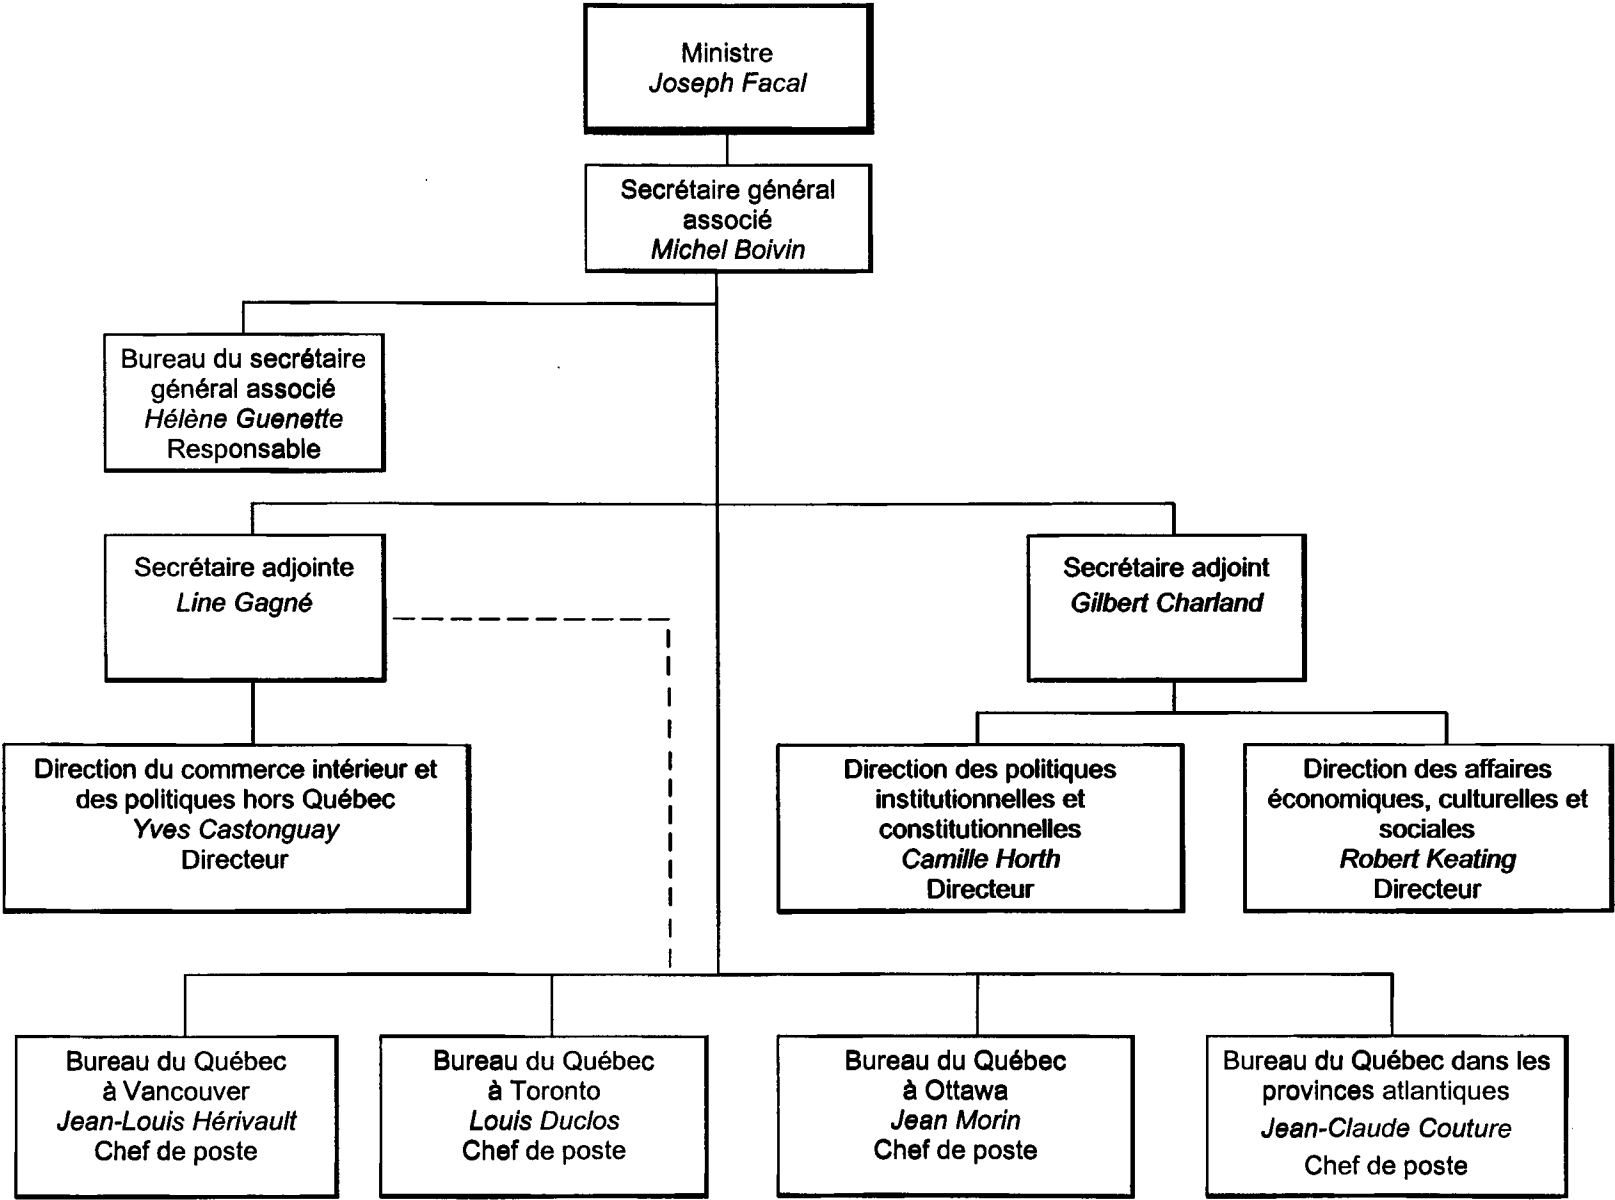 Ministre
Joseph Facal
Secrétaire général
associé
Michel Boivin
Bureau du secrétaire
général associé
Hélène Guenette
Responsable
Secrétaire adjointe
Line Gagné
Secrétaire adjoint
Gilbert Charland
Direction du commerce intérieur et
des politiques hors Québec
Yves Castonguay
Directeur
Direction des politiques
institutionnelles et
constitutionnelles
Camille Horth
Directeur
Direction des affaires
économiques, culturelles et
sociales
Robert Keating
Directeur
Bureau du Québec
à Vancouver
Jean-Louis Hérivault
Chef de poste
Bureau du Québec
à Toronto
Louis Duclos
Chef de poste
Bureau du Québec
à Ottawa
Jean Morin
Chef de poste
Bureau du Québec dans les
provinces atlantiques
Jean-Claude Couture
Chef de poste